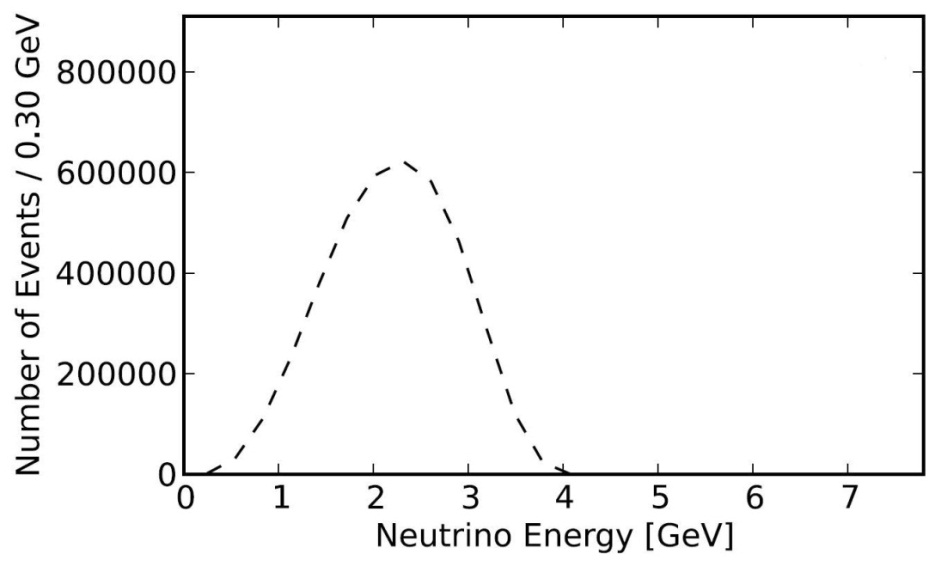 Number of Events / 0.30 GeV
800000
600000
400000
200000
0
0 1 2 3 4 5 6 7
Neutrino Energy [GeV]